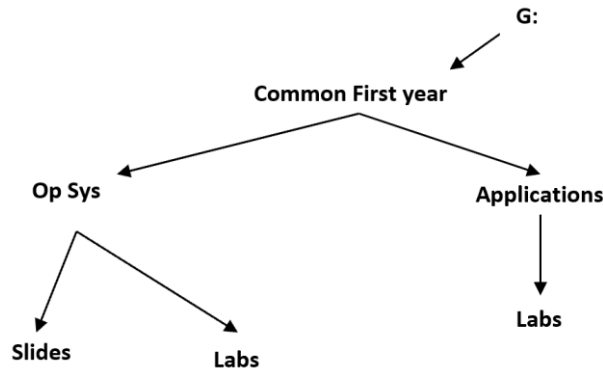 G:
Common First year
Op Sys
Applications
Slides
Labs
Labs